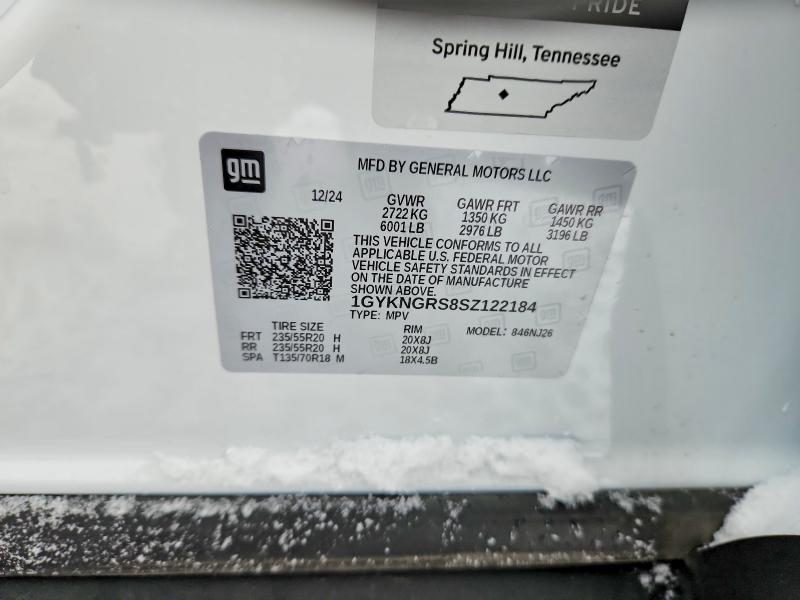 PRIDE
Spring Hill, Tennessee
gm
MFD BY GENERAL MOTORS LLC
12/24
GVWR GAWR FRT GAWR RR
2722 KG 1350 KG 1450 KG
6001 LB 2976 LB 3196 LB
THIS VEHICLE CONFORMS TO ALL
APPLICABLE U.S. FEDERAL MOTOR
VEHICLE SAFETY STANDARDS IN EFFECT
ON THE DATE OF MANUFACTURE
SHOWN ABOVE.
1GYKNGRS8SZ122184
TYPE: MPV
TIRE SIZE RIM MODEL: 846NJ26
FRT 235/55R20 H 20X8J
RR 235/55R20 H 20X8J
SPA T135/70R18 M 18X4.5B